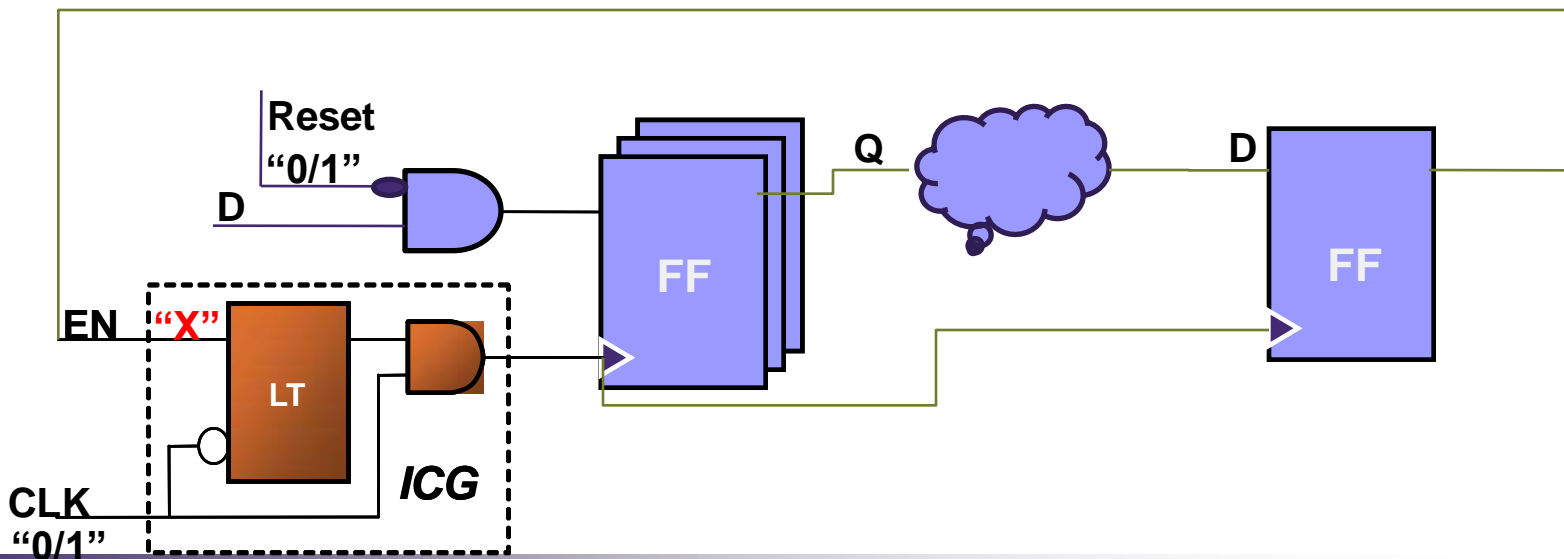 Reset
“0/1”
D
Q
D
FF
FF
EN
“X”
LT
ICG
CLK
“0/1”